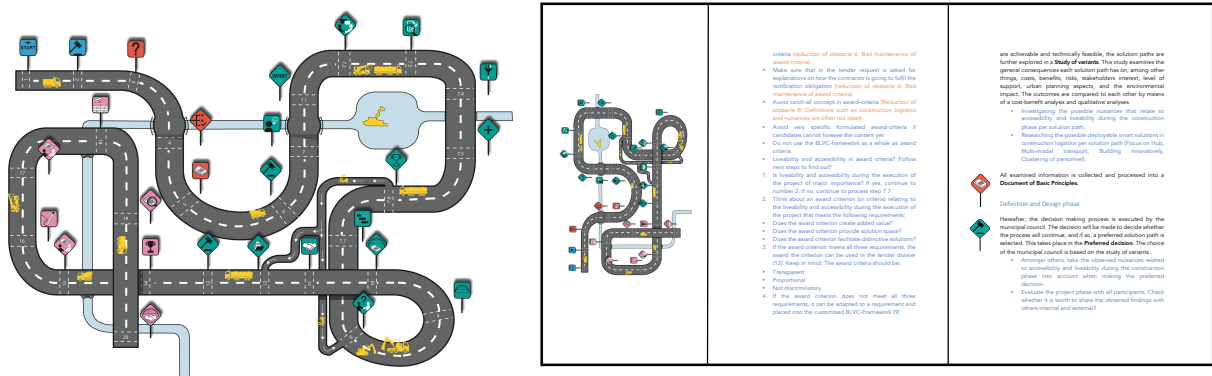 START
WHAT
?
7.7
17
16
20
criteria (reduction of obstacle 6: Bad maintenance of
award criteria).
• Make sure that in the tender request is asked for
explanations on how the contractor is going to fulfil the
notification obligation (reduction of obstacle 6: Bad
maintenance of award criteria).
• Avoid catch-all concept in award-criteria (Reduction of
obstacle 8: Definitions such as construction logistics
and nuisances are often not clear).
• Avoid very specific formulated award-criteria if
candidates cannot foresee the content yet
• Do not use the BLVC-framework as a whole as award
criteria.
• Liveability and accessibility in award criteria? Follow
next steps to find out?
1. Is liveability and accessibility during the execution of
the project of major importance? If yes, continue to
number 2. If no, continue to process step 7.7
2. Think about an criterion (or criteria) relating to
the liveability and accessibility during the execution of
the project that meets the following requirements:
• Does the award criterion create added value?
• Does the award criterion provide solution space?
• Does the award criterion facilitate distinctive solutions?
3. If the award criterion meets all three requirements, the
award the criterion can be used in the tender dossier
(12). Keep in mind: The award criteria should be:
• Transparent
• Proportional
• Not discriminatory
4. If the award criterion does not meet all three
requirements, it can be adapted to a requirement and
placed into the customised BLVC-Framework (9)
are achievable and technically feasible, the solution paths are
further explored in a Study of variants. This study examines the
general consequences each solution path has on, among other
things, costs, benefits, risks, stakeholders interest, level of
support, urban planning aspects, and the environmental
impact. The outcomes are compared to each other by means
of a cost-benefit analysis and qualitative analyses.
• Investigating the possible nuisances that relate to
accessibility and liveability during the construction
phase per solution path.
• Researching the possible deployable smart solutions in
construction logistics per solution path (Focus on Hub,
Multi-modal transport, Building innovatively,
Clustering of personnel).
All examined information is collected and processed into a
Document of Basic Principles.
Definition and Design phase
Hereafter, the decision making process is executed by the
municipal council. The decision will be made to decide whether
the process will continue, and if so, a preferred solution path is
selected. This takes place in the Preferred decision. The choice
of the municipal council is based on the study of variants.
• Amongst others, take the observed nuisances related
to accessibility and liveability during the construction
phase into account when making the preferred
decision.
• Evaluate the project phase with all participants. Check
whether it is worth to share the obtained findings with
others internal and external?